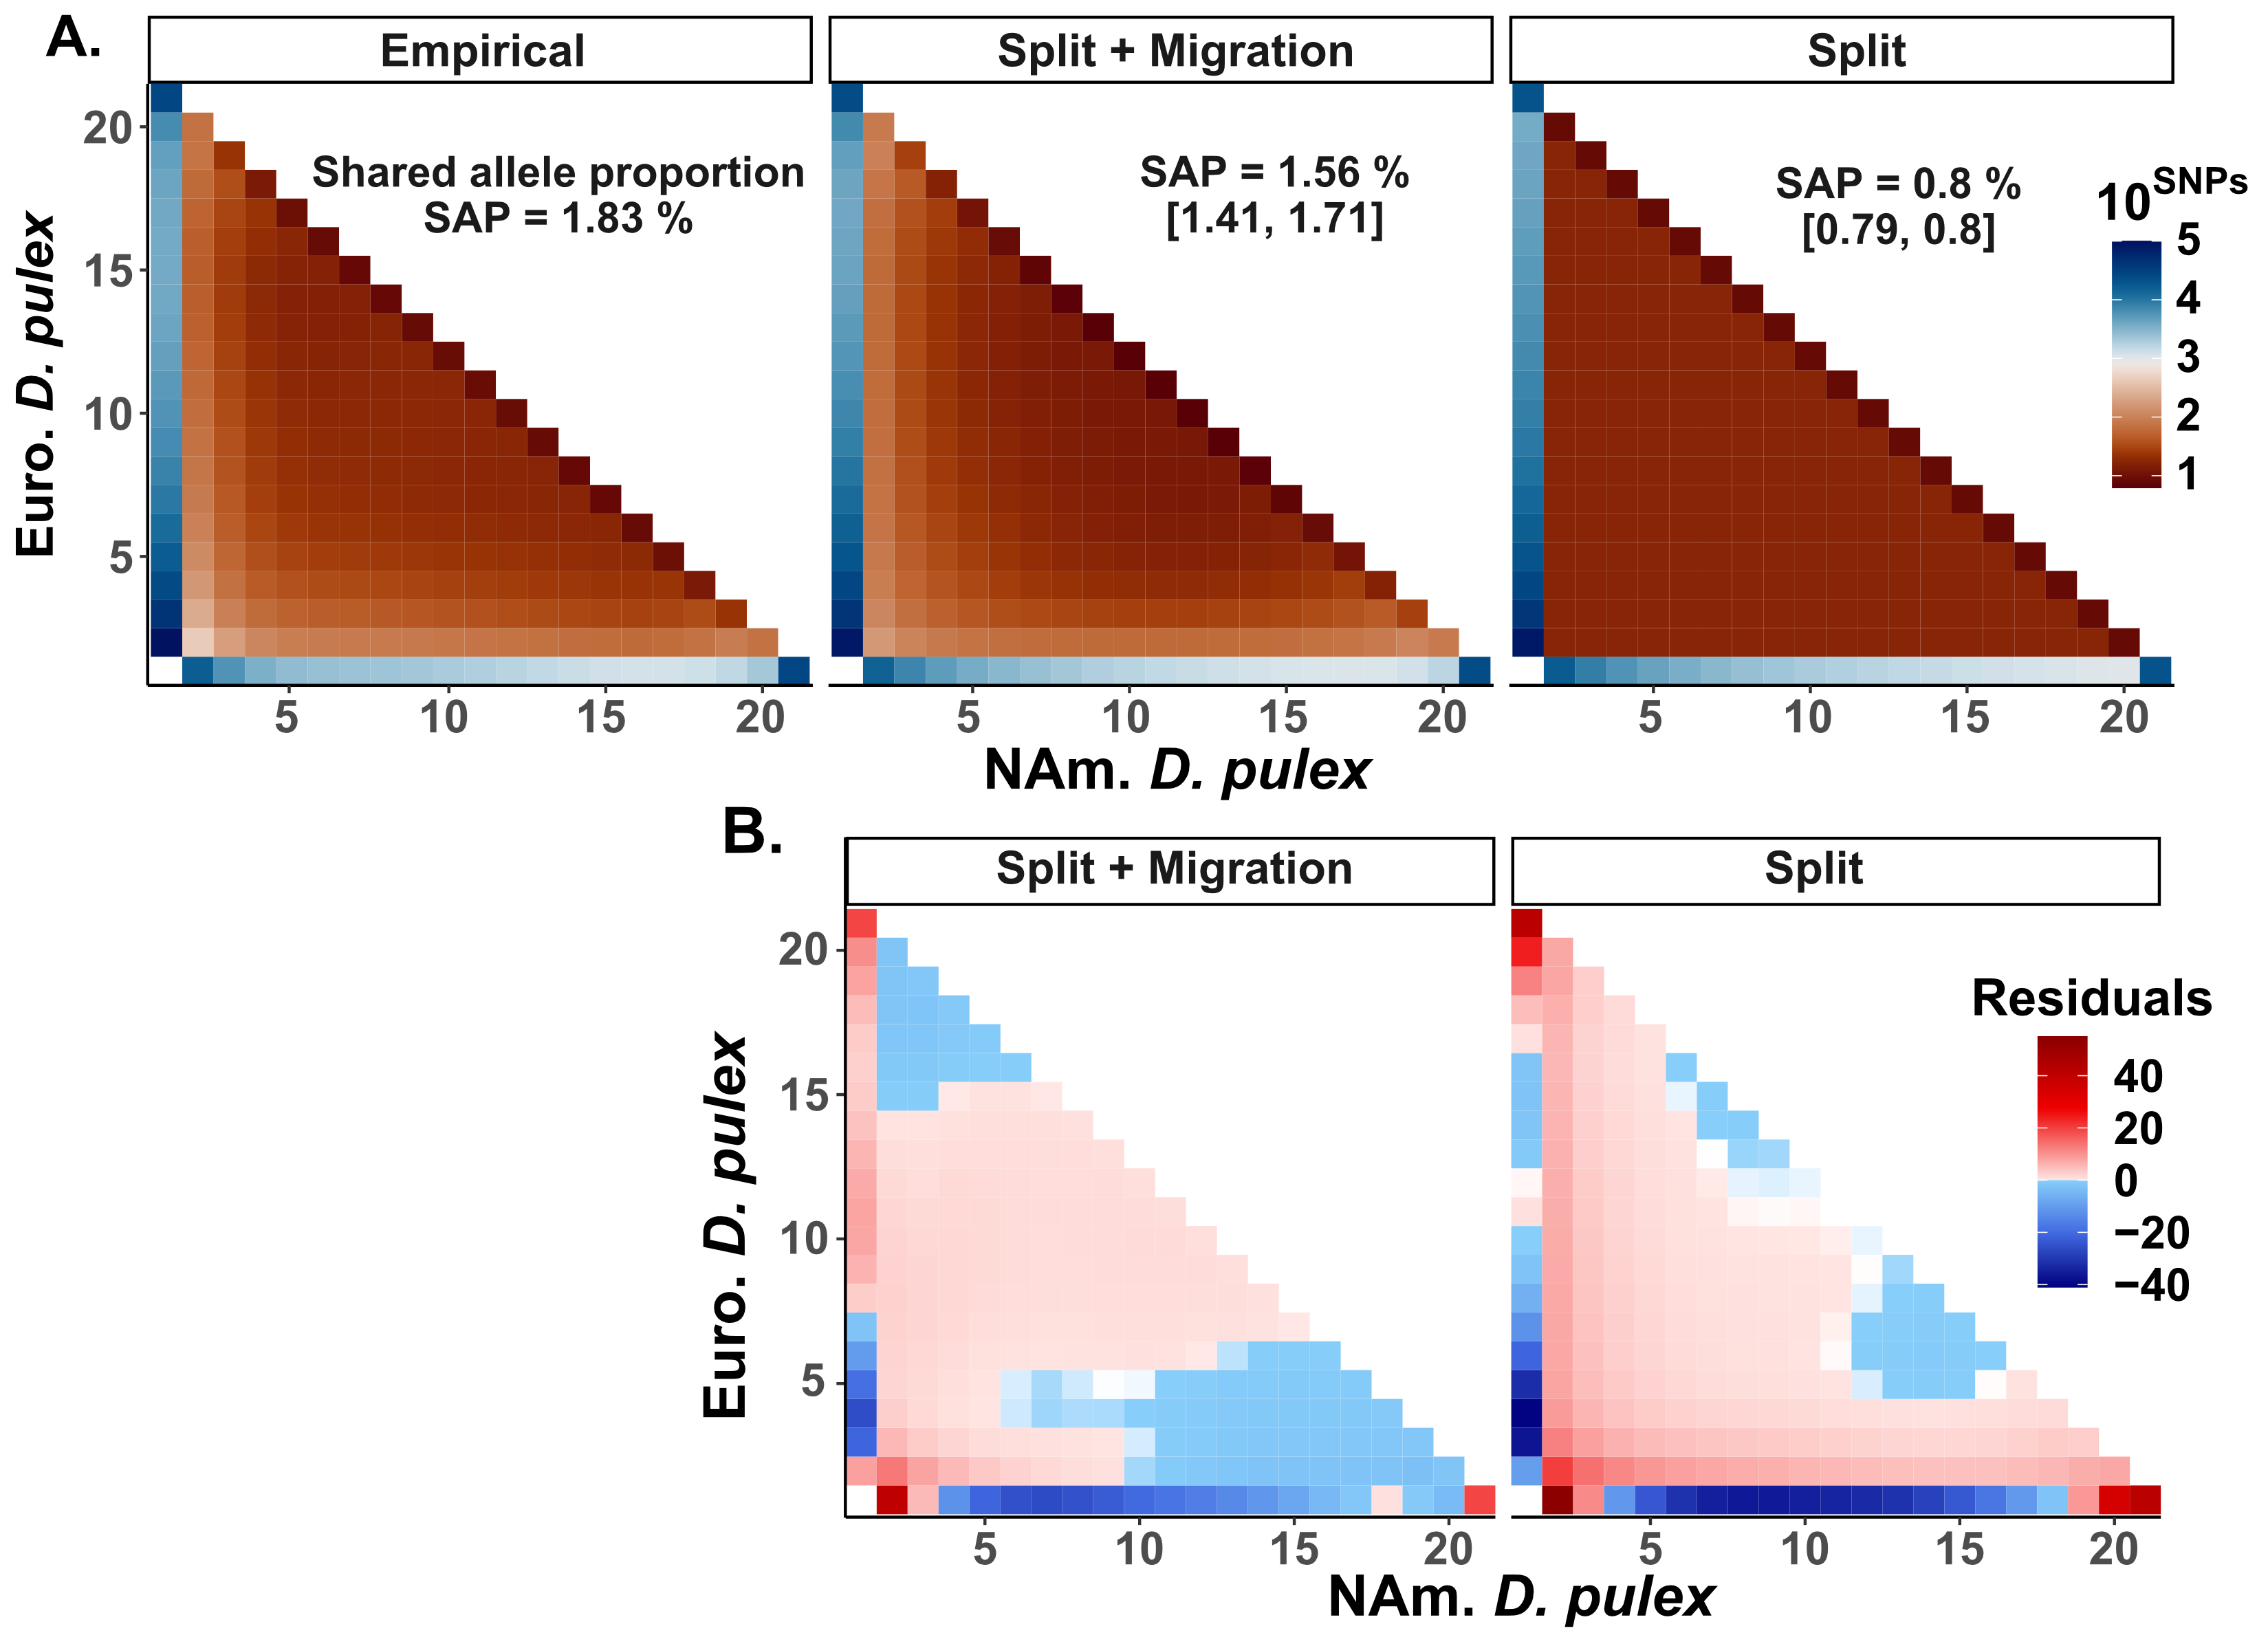 A.
Empirical
Split + Migration
Split
Shared allele proportion
SAP = 1.83 %
SAP = 1.56 %
[1.41, 1.71]
SAP = 0.8 %
[0.79, 0.8]
10^SNPs
5
4
3
2
1
Euro. D. pulex
20
15
10
5
5 10 15 20
5 10 15 20
5 10 15 20
NAm. D. pulex
B.
Split + Migration
Split
Residuals
40
20
0
−20
−40
Euro. D. pulex
20
15
10
5
5 10 15 20
5 10 15 20
NAm. D. pulex